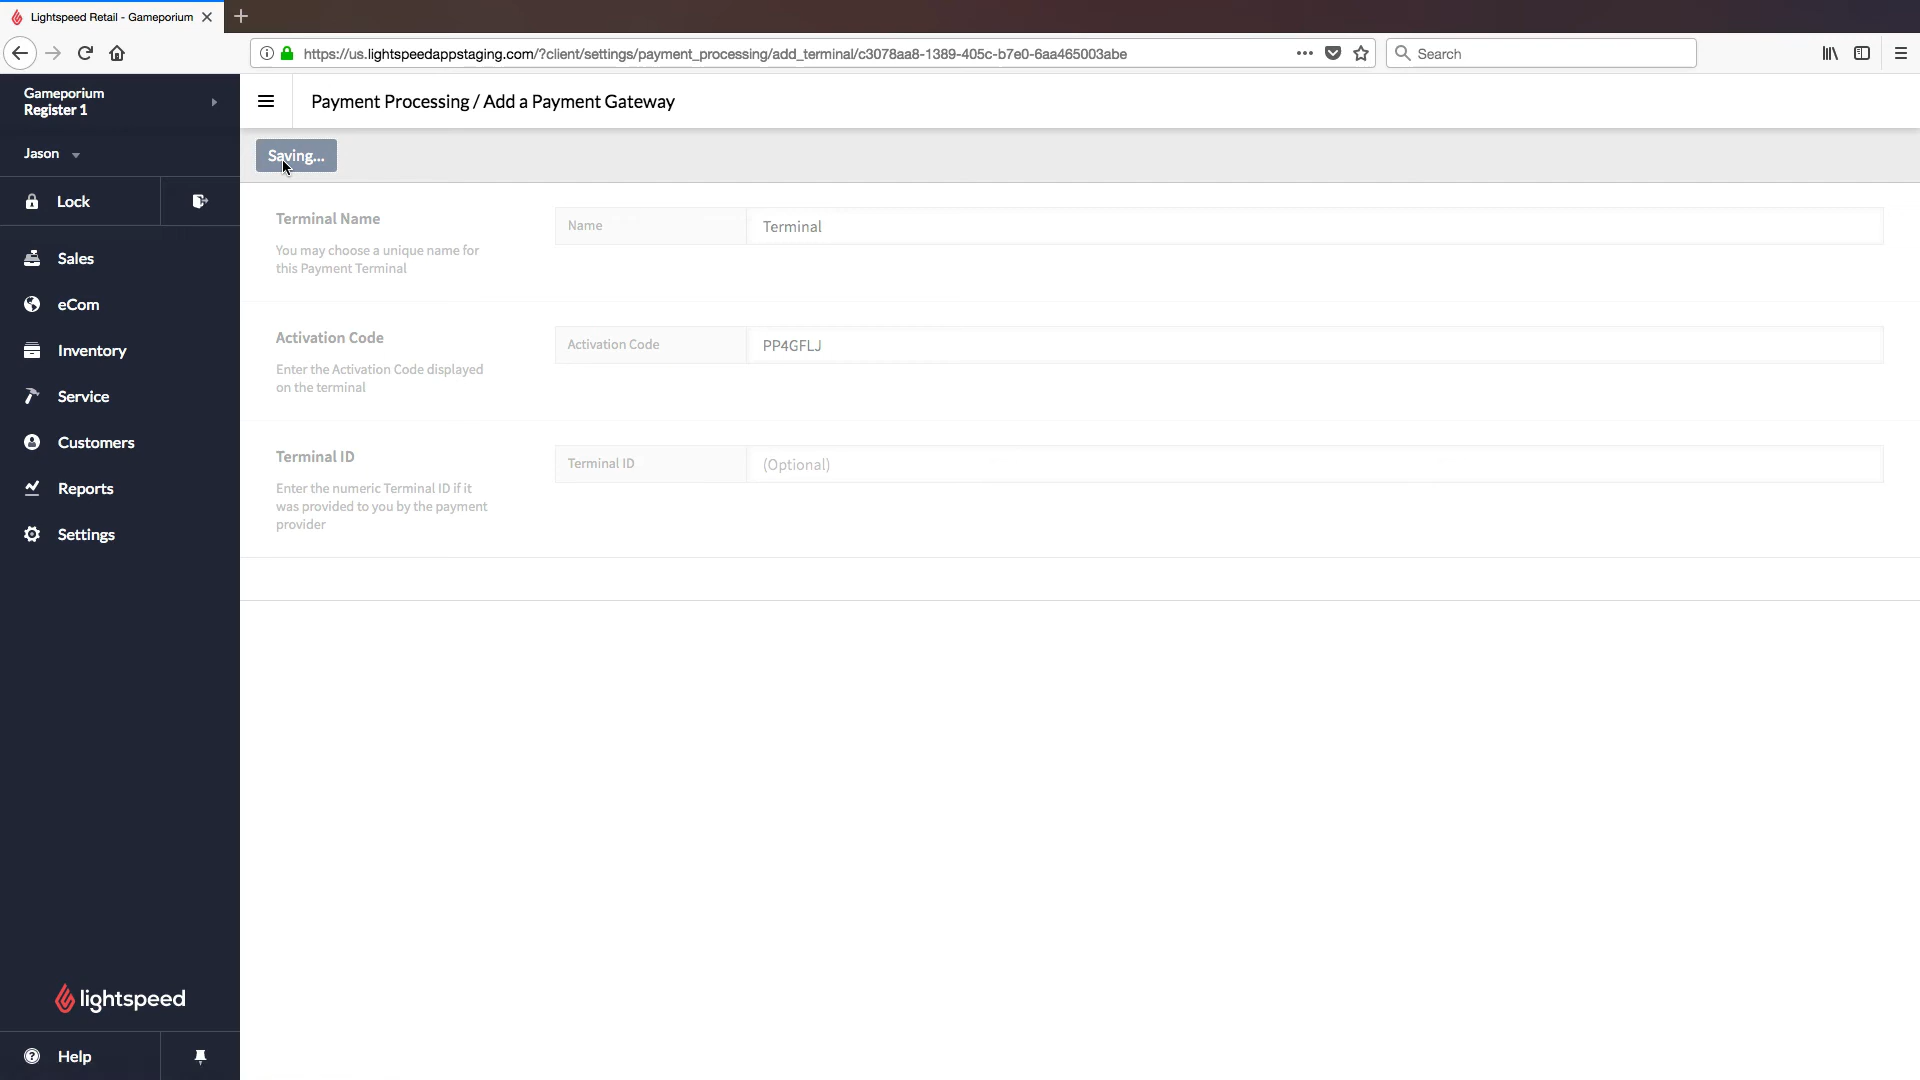 Lightspeed Retail - Gameporium
https://us.lightspeedappstaging.com/?client/settings/payment_processing/add_terminal/c3078aa8-1389-405c-b7e0-6aa465003abe
Search
Gameporium
Register 1
Payment Processing / Add a Payment Gateway
Jason
Saving...
Lock
Sales
eCom
Inventory
Service
Customers
Reports
Settings
Terminal Name
You may choose a unique name for
this Payment Terminal
Name
Terminal
Activation Code
Enter the Activation Code displayed
on the terminal
Activation Code
PP4GFLJ
Terminal ID
Enter the numeric Terminal ID if it
was provided to you by the payment
provider
Terminal ID
(Optional)
lightspeed
Help